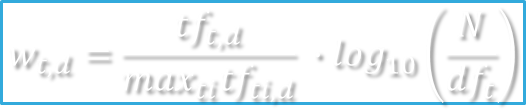 w_{t,d} = \frac{tf_{t,d}}{max_{ti} tf_{ti,d}} \cdot log_{10} \left( \frac{N}{df_t} \right)